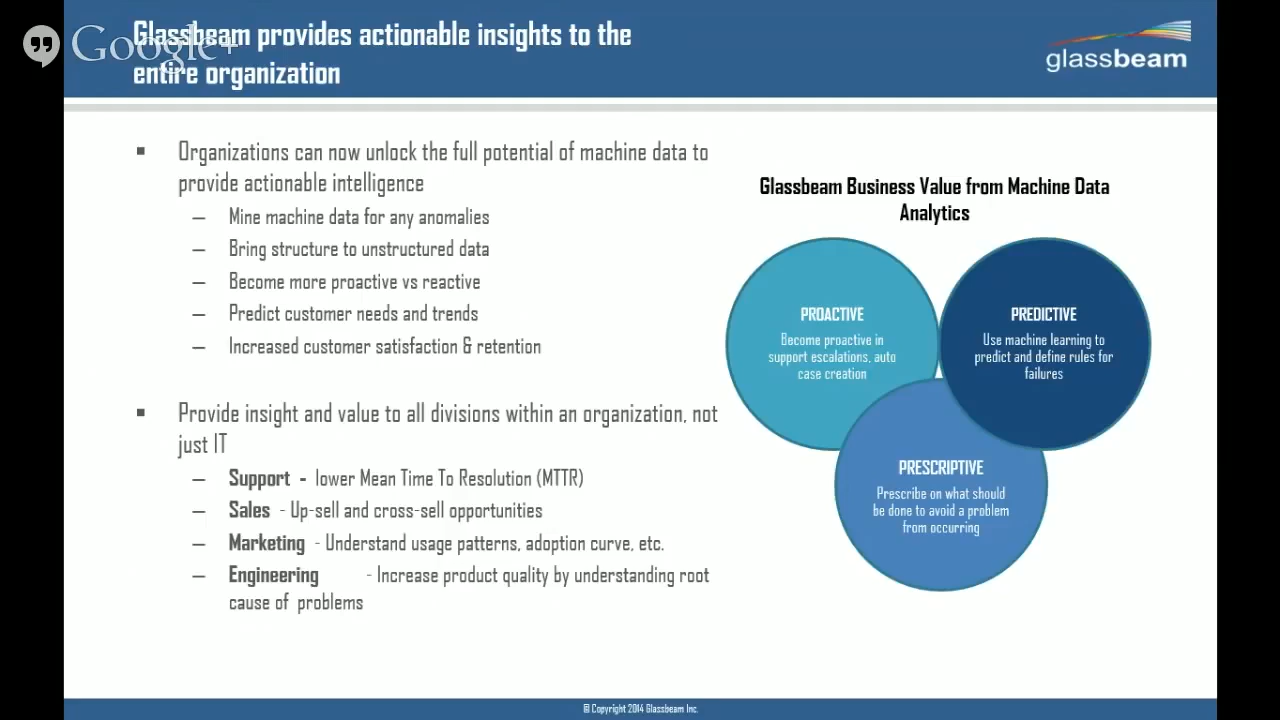 Glassbeam provides actionable insights to the
entire organization
Google+
glassbeam
▪ Organizations can now unlock the full potential of machine data to
provide actionable intelligence
– Mine machine data for any anomalies
– Bring structure to unstructured data
– Become more proactive vs reactive
– Predict customer needs and trends
– Increased customer satisfaction & retention
▪ Provide insight and value to all divisions within an organization, not
just IT
– Support - lower Mean Time To Resolution (MTTR)
– Sales - Up-sell and cross-sell opportunities
– Marketing - Understand usage patterns, adoption curve, etc.
– Engineering - Increase product quality by understanding root
cause of problems
Glassbeam Business Value from Machine Data
Analytics
PROACTIVE
Become proactive in
support escalations, auto
case creation
PREDICTIVE
Use machine learning to
predict and define rules for
failures
PRESCRIPTIVE
Prescribe on what should
be done to avoid a problem
from occurring
© Copyright 2014 Glassbeam Inc.